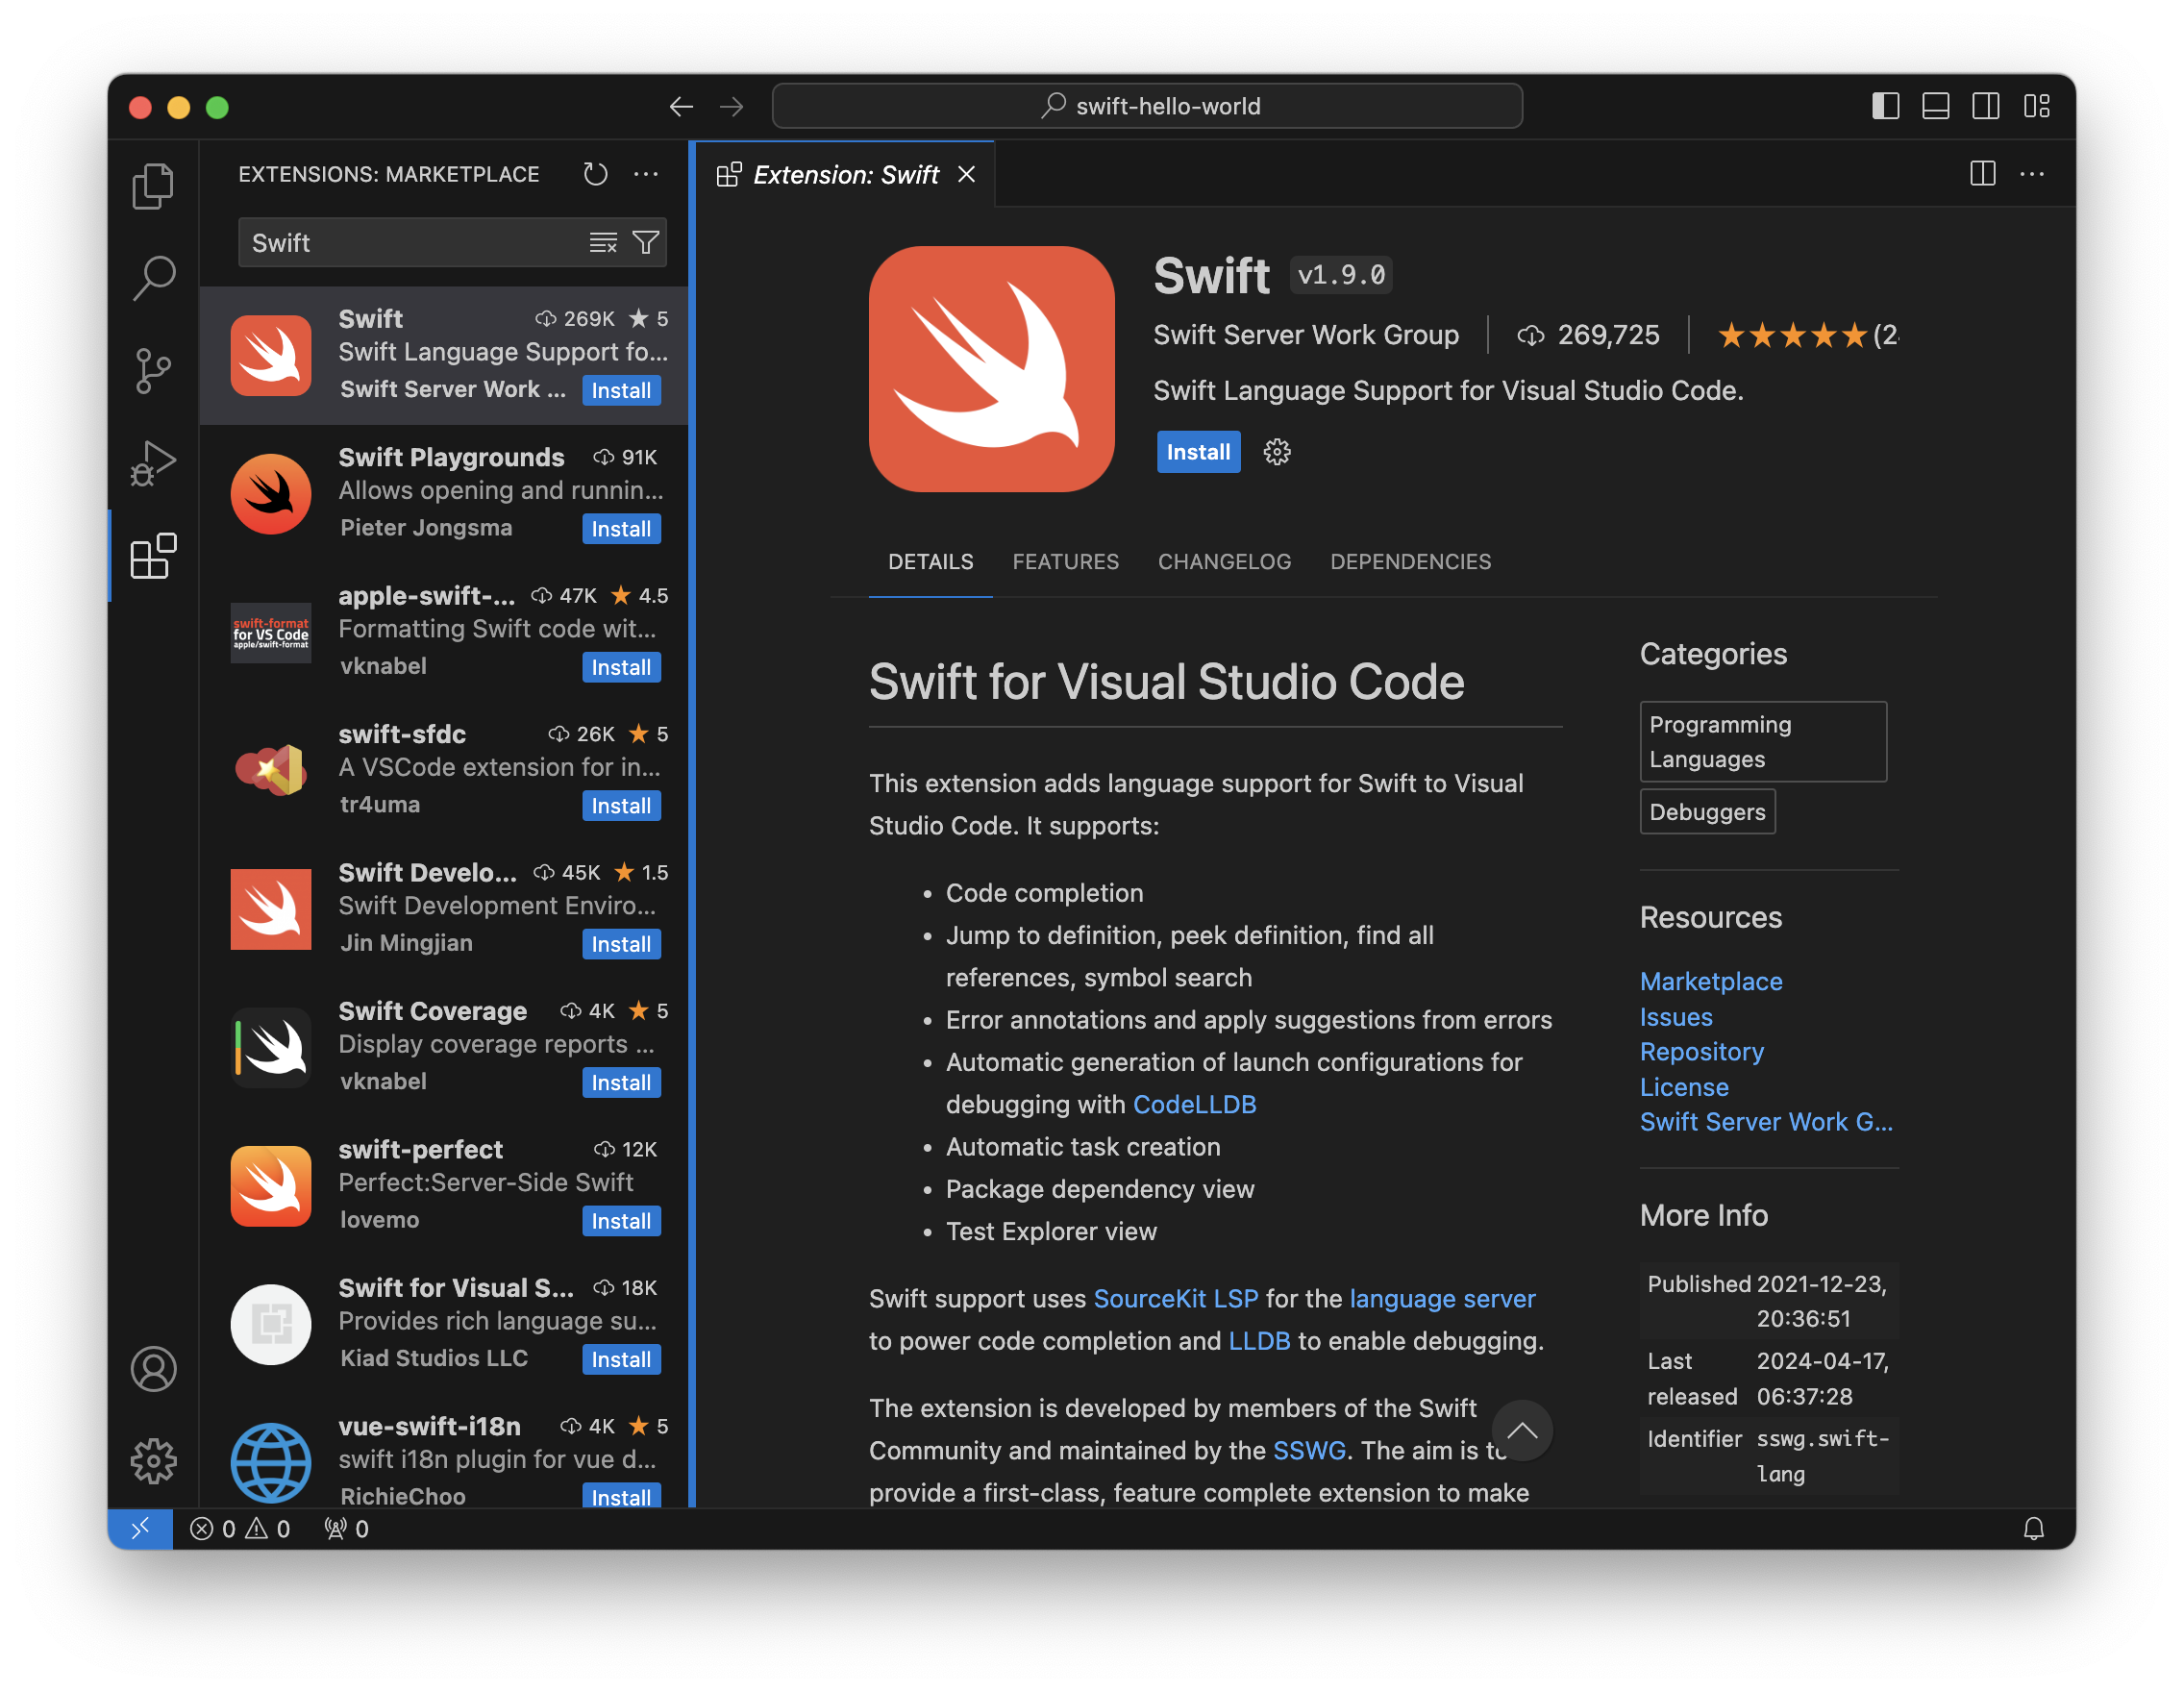 swift-hello-world
EXTENSIONS: MARKETPLACE
Swift
Swift 269K 5
Swift Language Support fo...
Swift Server Work ... Install
Swift Playgrounds 91K
Allows opening and runnin...
Pieter Jongsma Install
apple-swift-... 47K 4.5
Formatting Swift code wit...
vknabel Install
swift-format
for VS Code
apple/swift-format
swift-sfdc 26K 5
A VSCode extension for in...
tr4uma Install
Swift Develo... 45K 1.5
Swift Development Enviro...
Jin Mingjian Install
Swift Coverage 4K 5
Display coverage reports ...
vknabel Install
swift-perfect 12K
Perfect:Server-Side Swift
lovemo Install
Swift for Visual S... 18K
Provides rich language su...
Kiad Studios LLC Install
vue-swift-i18n 4K 5
swift i18n plugin for vue d...
RichieChoo Install
Extension: Swift
Swift v1.9.0
Swift Server Work Group 269,725 (2
Swift Language Support for Visual Studio Code.
Install
DETAILS FEATURES CHANGELOG DEPENDENCIES
Swift for Visual Studio Code
This extension adds language support for Swift to Visual
Studio Code. It supports:
• Code completion
• Jump to definition, peek definition, find all
references, symbol search
• Error annotations and apply suggestions from errors
• Automatic generation of launch configurations for
debugging with CodeLLDB
• Automatic task creation
• Package dependency view
• Test Explorer view
Swift support uses SourceKit LSP for the language server
to power code completion and LLDB to enable debugging.
The extension is developed by members of the Swift
Community and maintained by the SSWG. The aim is to
provide a first-class, feature complete extension to make
Categories
Programming
Languages
Debuggers
Resources
Marketplace
Issues
Repository
License
Swift Server Work G...
More Info
Published 2021-12-23,
20:36:51
Last 2024-04-17,
released 06:37:28
Identifier sswg.swift-
lang
0 0 0